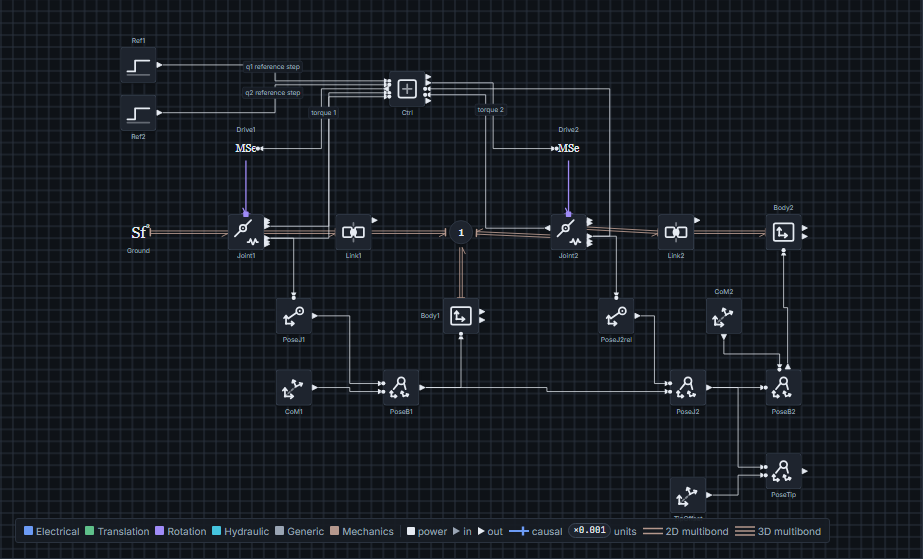 Ref1
q1 reference step
q2 reference step
Ctrl
torque 1
torque 2
Ref2
Drive1
Drive2
MSe
MSe
Body2
Sf
1
Ground
Joint1
Link1
Joint2
Link2
CoM2
Body1
PoseJ1
PoseJ2rel
CoM1
PoseB1
PoseJ2
PoseB2
PoseTip
Electrical Translation Rotation Hydraulic Generic Mechanics power in out causal ×0.001 units 2D multibond 3D multibond